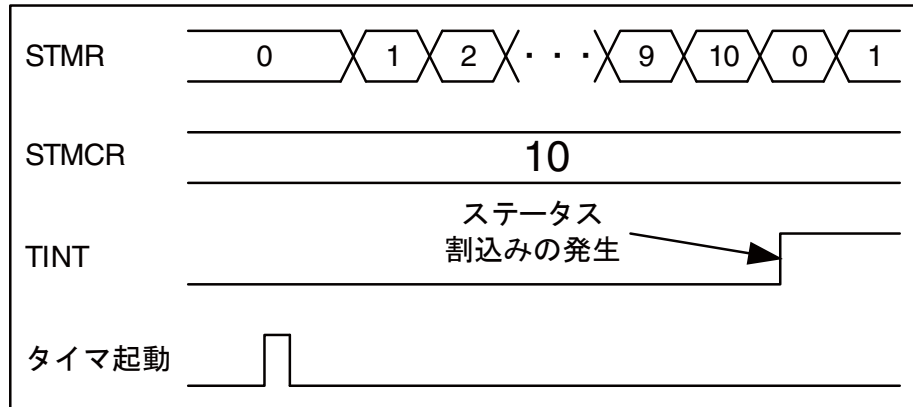 STMR 0 1 2 ・・・ 9 10 0 1
STMCR 10
ステータス
割込みの発生
TINT
タイマ起動